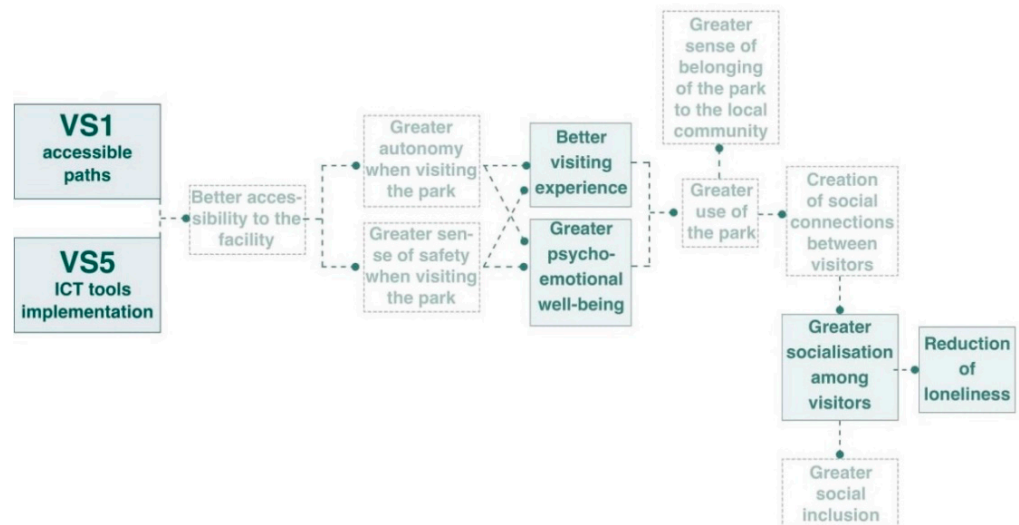 VS1
accessible
paths
VS5
ICT tools
implementation
Better acces-
sibility to the
facility
Greater
autonomy
when visiting
the park
Greater sen-
se of safety
when visiting
the park
Better
visiting
experience
Greater
psycho-
emotional
well-being
Greater
sense of
belonging
of the park
to the local
community
Greater
use of
the park
Creation
of social
connections
between
visitors
Greater
socialisation
among
visitors
Reduction
of
loneliness
Greater
social
inclusion